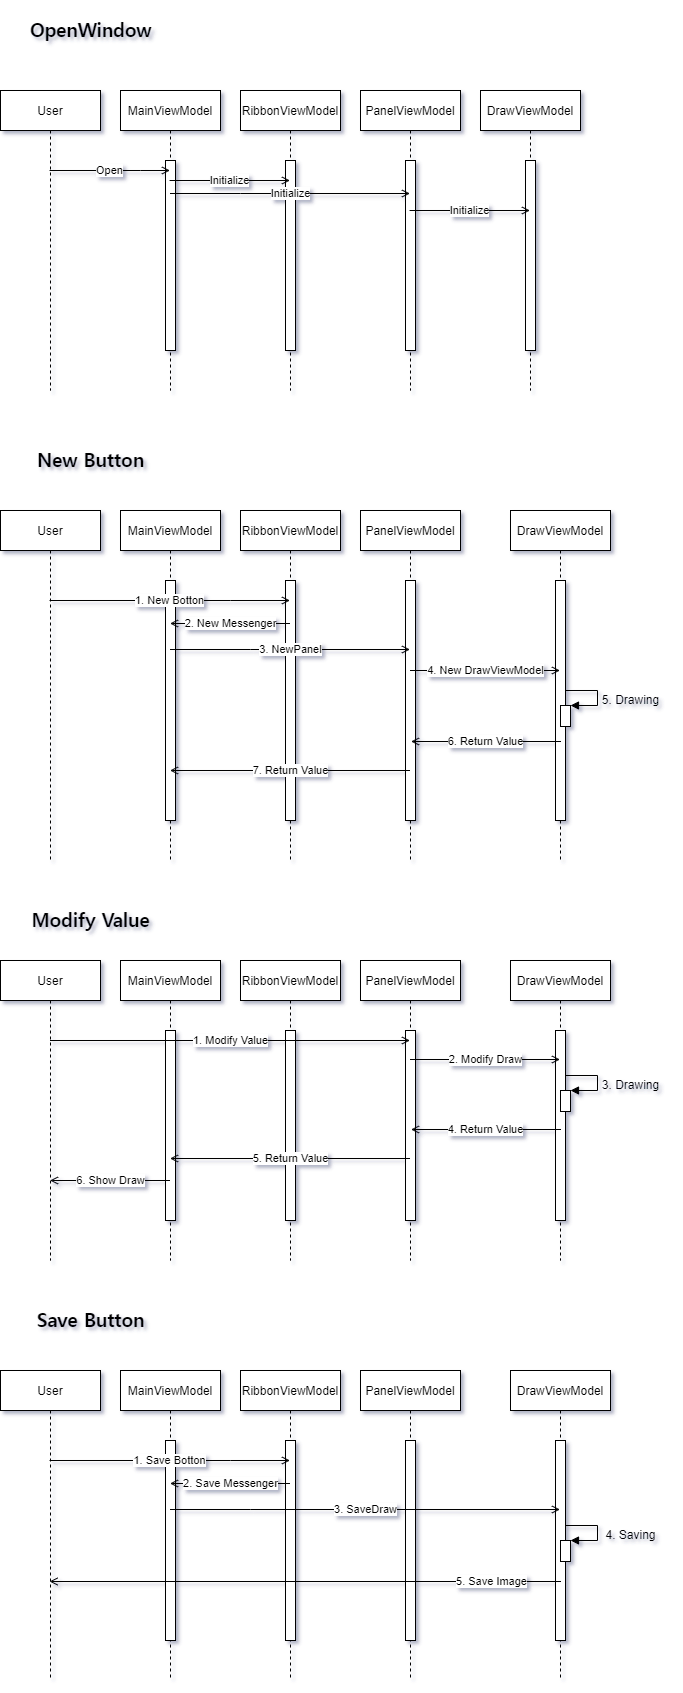 OpenWindow
User
MainViewModel
RibbonViewModel
PanelViewModel
DrawViewModel
Open
Initialize
Initialize
Initialize
New Button
User
MainViewModel
RibbonViewModel
PanelViewModel
DrawViewModel
1. New Botton
2. New Messenger
3. NewPanel
4. New DrawViewModel
5. Drawing
6. Return Value
7. Return Value
Modify Value
User
MainViewModel
RibbonViewModel
PanelViewModel
DrawViewModel
1. Modify Value
2. Modify Draw
3. Drawing
4. Return Value
5. Return Value
6. Show Draw
Save Button
User
MainViewModel
RibbonViewModel
PanelViewModel
DrawViewModel
1. Save Botton
2. Save Messenger
3. SaveDraw
4. Saving
5. Save Image